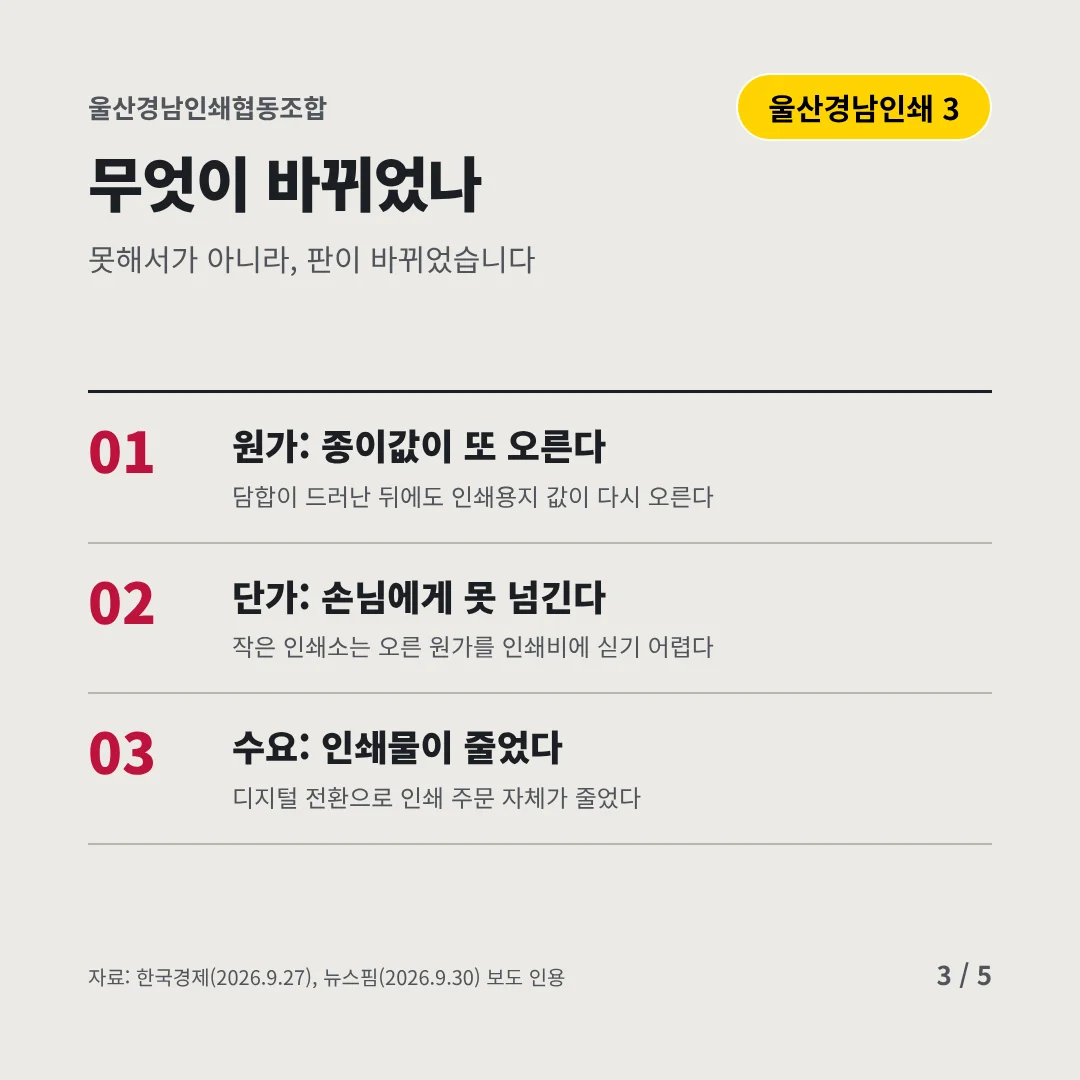 울산경남인쇄협동조합
울산경남인쇄 3
무엇이 바뀌었나
못해서가 아니라, 판이 바뀌었습니다
01
원가: 종이값이 또 오른다
담합이 드러난 뒤에도 인쇄용지 값이 다시 오른다
02
단가: 손님에게 못 넘긴다
작은 인쇄소는 오른 원가를 인쇄비에 싣기 어렵다
03
수요: 인쇄물이 줄었다
디지털 전환으로 인쇄 주문 자체가 줄었다
자료: 한국경제(2026.9.27), 뉴스핌(2026.9.30) 보도 인용
3 / 5